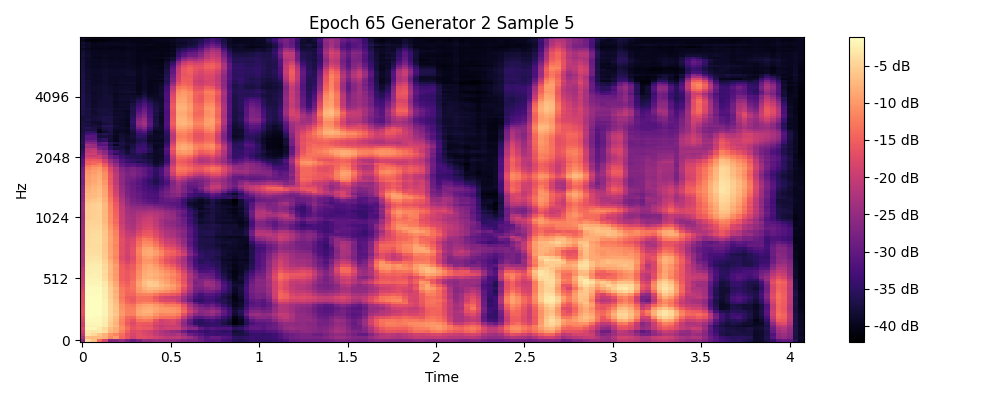 Epoch 65 Generator 2 Sample 5
Hz
4096
2048
1024
512
0
0
0.5
1
1.5
2
2.5
3
3.5
4
Time
-5 dB
-10 dB
-15 dB
-20 dB
-25 dB
-30 dB
-35 dB
-40 dB